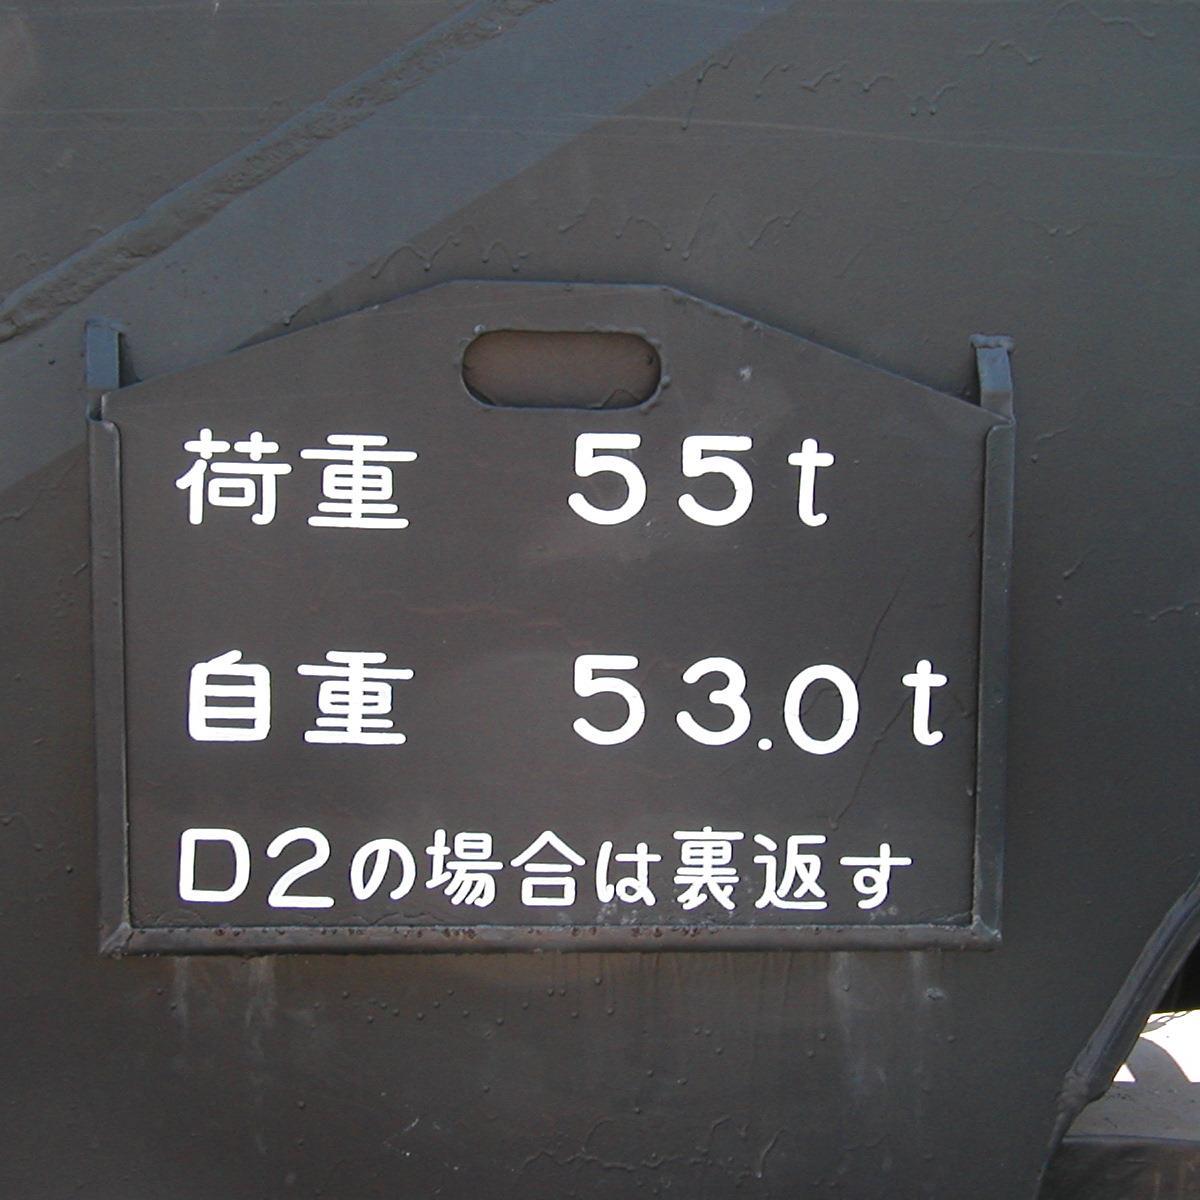 荷重 55t
自重 53.0t
D2の場合は裏返す